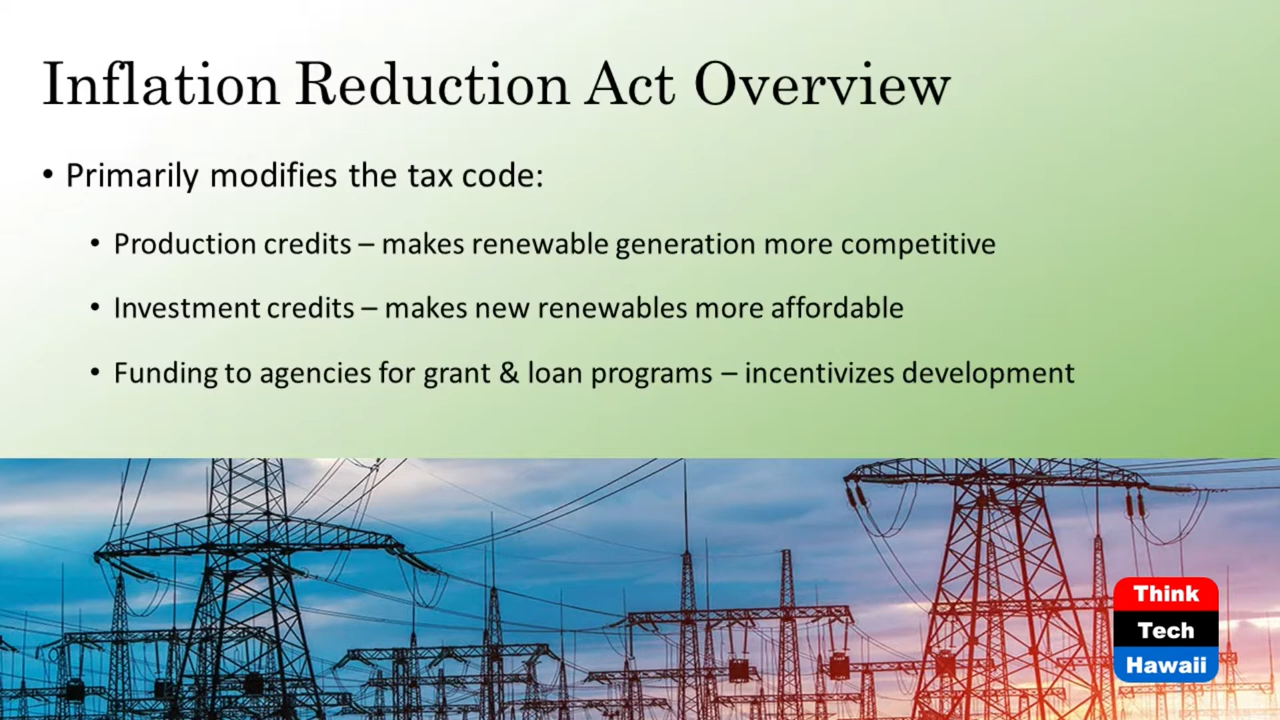 Inflation Reduction Act Overview
• Primarily modifies the tax code:
• Production credits – makes renewable generation more competitive
• Investment credits – makes new renewables more affordable
• Funding to agencies for grant & loan programs – incentivizes development
Think
Tech
Hawaii